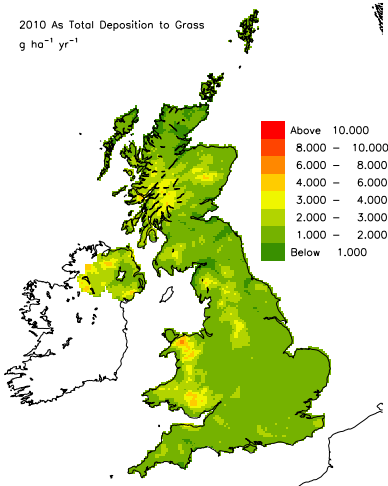 2010 As Total Deposition to Grass
g ha⁻¹ yr⁻¹
Above 10.000
8.000 – 10.000
6.000 – 8.000
4.000 – 6.000
3.000 – 4.000
2.000 – 3.000
1.000 – 2.000
Below 1.000